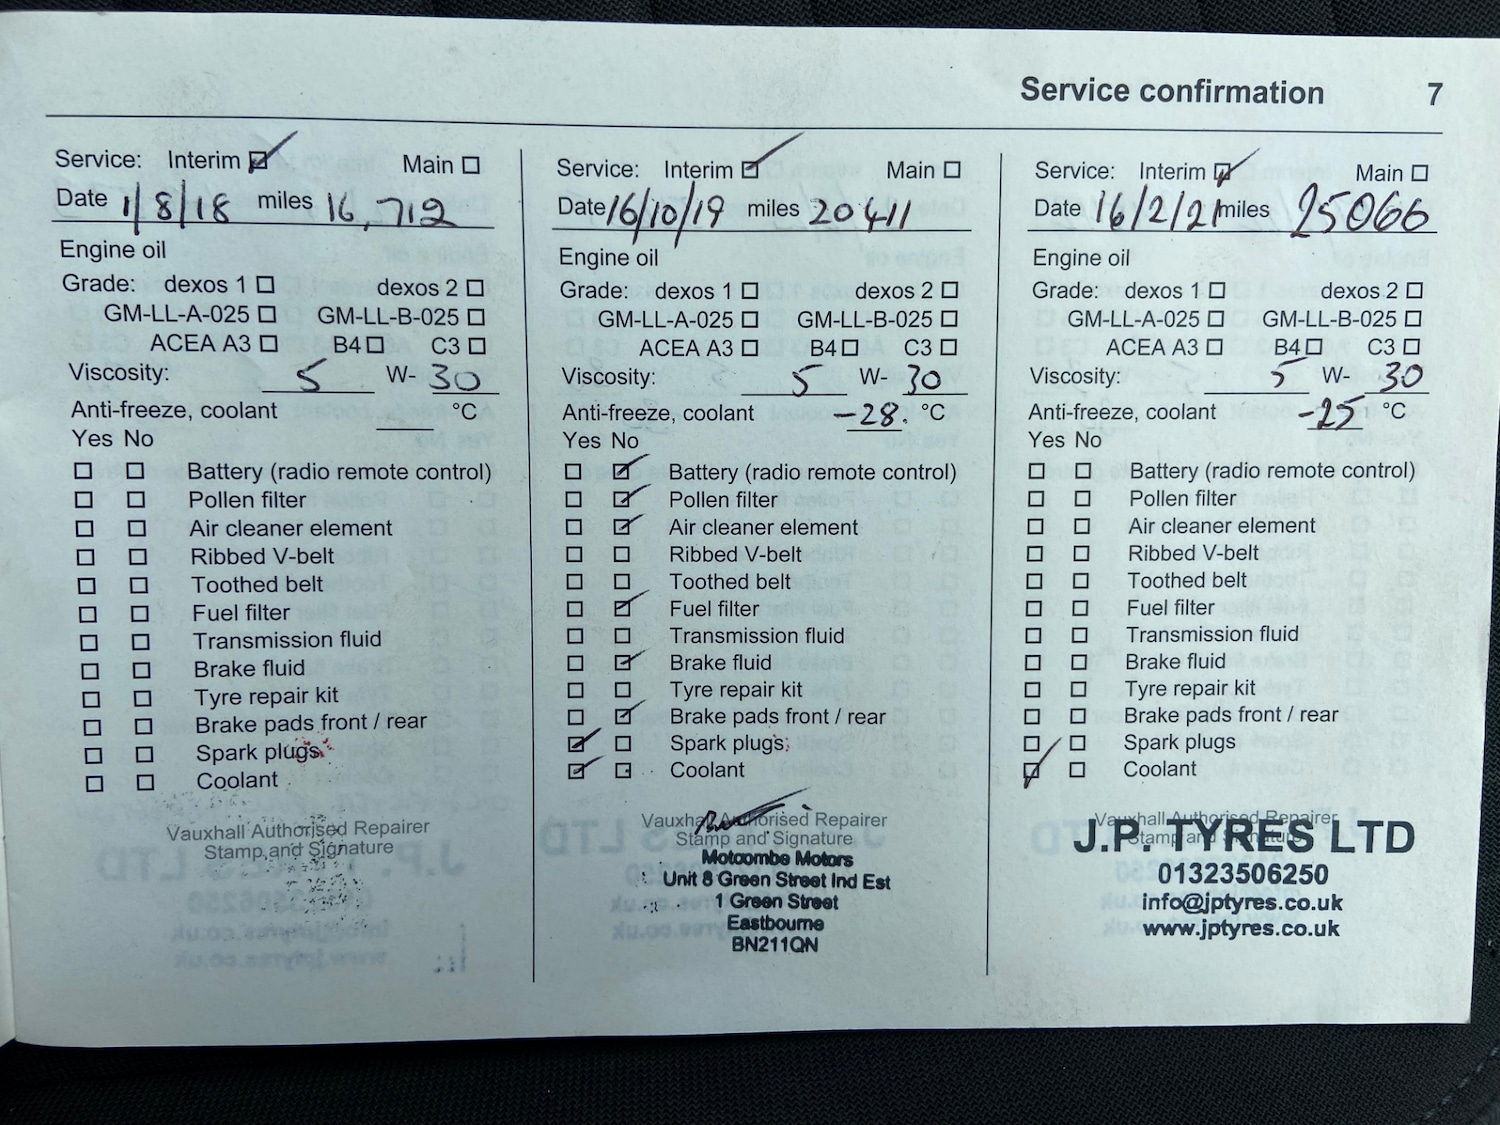 Service confirmation 7
Service: Interim Main
Date 1/8/18 miles 16,712
Engine oil
Grade: dexos 1 dexos 2
GM-LL-A-025 GM-LL-B-025
ACEA A3 B4 C3
Viscosity: 5 W- 30
Anti-freeze, coolant °C
Yes No
Battery (radio remote control)
Pollen filter
Air cleaner element
Ribbed V-belt
Toothed belt
Fuel filter
Transmission fluid
Brake fluid
Tyre repair kit
Brake pads front / rear
Spark plugs
Coolant
Vauxhall Authorised Repairer
Stamp and Signature
Service: Interim Main
Date 16/10/19 miles 20411
Engine oil
Grade: dexos 1 dexos 2
GM-LL-A-025 GM-LL-B-025
ACEA A3 B4 C3
Viscosity: 5 W- 30
Anti-freeze, coolant -28. °C
Yes No
Battery (radio remote control)
Pollen filter
Air cleaner element
Ribbed V-belt
Toothed belt
Fuel filter
Transmission fluid
Brake fluid
Tyre repair kit
Brake pads front / rear
Spark plugs
Coolant
Vauxhall Authorised Repairer
Stamp and Signature
Motcombe Motors
Unit 8 Green Street Ind Est
1 Green Street
Eastbourne
BN211QN
Service: Interim Main
Date 16/2/21 miles 25066
Engine oil
Grade: dexos 1 dexos 2
GM-LL-A-025 GM-LL-B-025
ACEA A3 B4 C3
Viscosity: 5 W- 30
Anti-freeze, coolant -25 °C
Yes No
Battery (radio remote control)
Pollen filter
Air cleaner element
Ribbed V-belt
Toothed belt
Fuel filter
Transmission fluid
Brake fluid
Tyre repair kit
Brake pads front / rear
Spark plugs
Coolant
Vauxhall Authorised Repairer
Stamp and Signature
J.P. TYRES LTD
01323506250
info@jptyres.co.uk
www.jptyres.co.uk